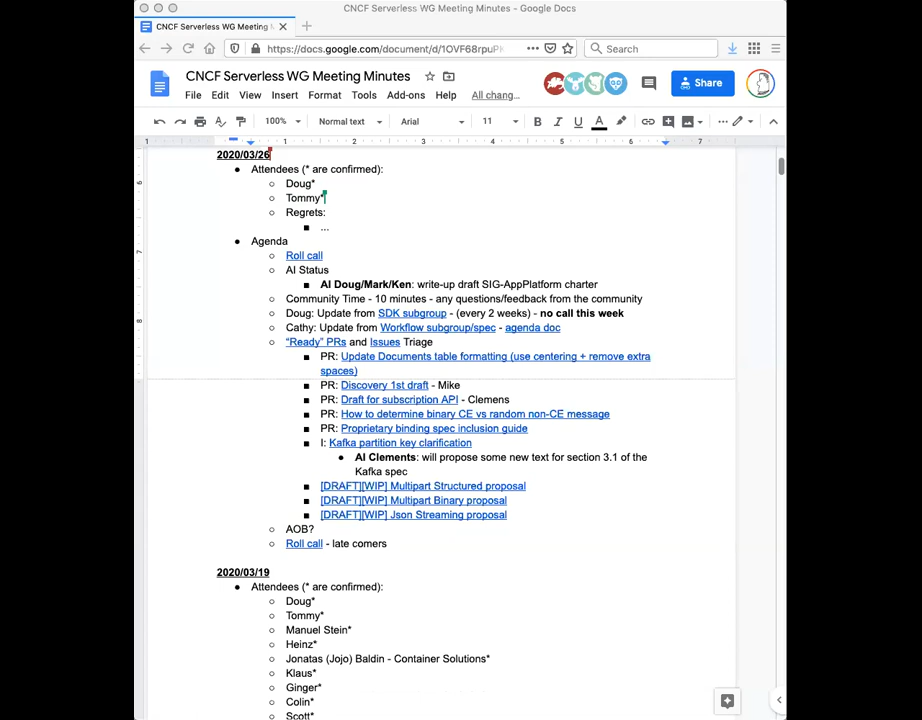 CNCF Serverless WG Meeting Minutes - Google Docs
CNCF Serverless WG Meeting Minutes
https://docs.google.com/document/d/1OVF68rpuPK
Search
CNCF Serverless WG Meeting Minutes
File Edit View Insert Format Tools Add-ons Help All chang...
Share
100% Normal text Arial 11 B I U A
1 1 2 3 4 5 6 7
2020/03/26
Attendees (* are confirmed):
Doug*
Tommy*
Regrets:
...
Agenda
Roll call
AI Status
AI Doug/Mark/Ken: write-up draft SIG-AppPlatform charter
Community Time - 10 minutes - any questions/feedback from the community
Doug: Update from SDK subgroup - (every 2 weeks) - no call this week
Cathy: Update from Workflow subgroup/spec - agenda doc
“Ready” PRs and Issues Triage
PR: Update Documents table formatting (use centering + remove extra
spaces)
PR: Discovery 1st draft - Mike
PR: Draft for subscription API - Clemens
PR: How to determine binary CE vs random non-CE message
PR: Proprietary binding spec inclusion guide
I: Kafka partition key clarification
AI Clements: will propose some new text for section 3.1 of the
Kafka spec
[DRAFT][WIP] Multipart Structured proposal
[DRAFT][WIP] Multipart Binary proposal
[DRAFT][WIP] Json Streaming proposal
AOB?
Roll call - late comers
2020/03/19
Attendees (* are confirmed):
Doug*
Tommy*
Manuel Stein*
Heinz*
Jonatas (Jojo) Baldin - Container Solutions*
Klaus*
Ginger*
Colin*
Scott*